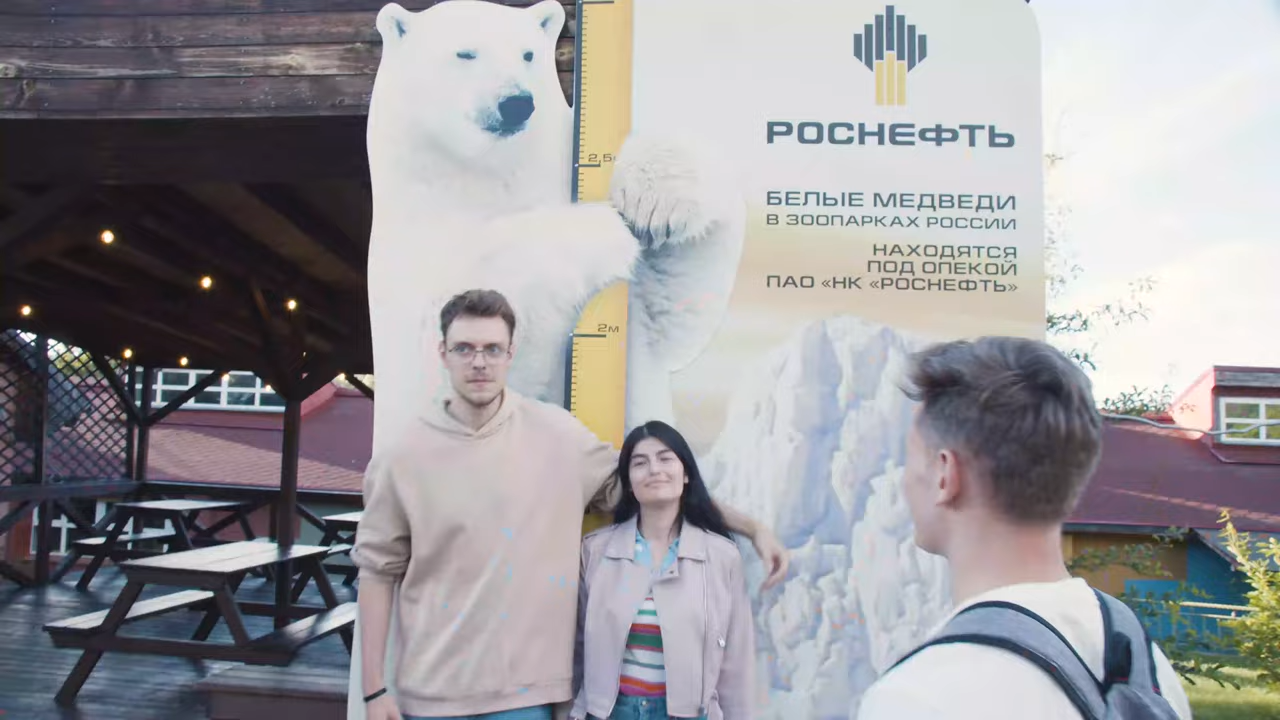 РОСНЕФТЬ
БЕЛЫЕ МЕДВЕДИ
В ЗООПАРКАХ РОССИИ
НАХОДЯТСЯ
ПОД ОПЕКОЙ
ПАО «НК «РОСНЕФТЬ»
2,5
2м